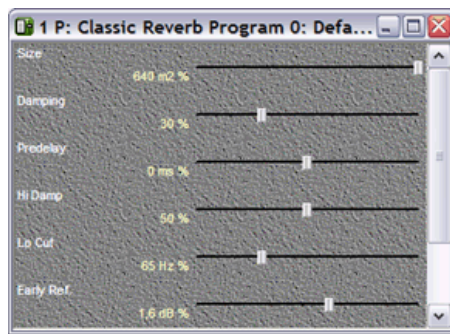 1 P: Classic Reverb Program 0: Defa...
Size
640 m2 %
Damping
30 %
Predelay
0 ms %
Hi Damp
50 %
Lo Cut
65 Hz %
Early Ref.
1,6 dB %